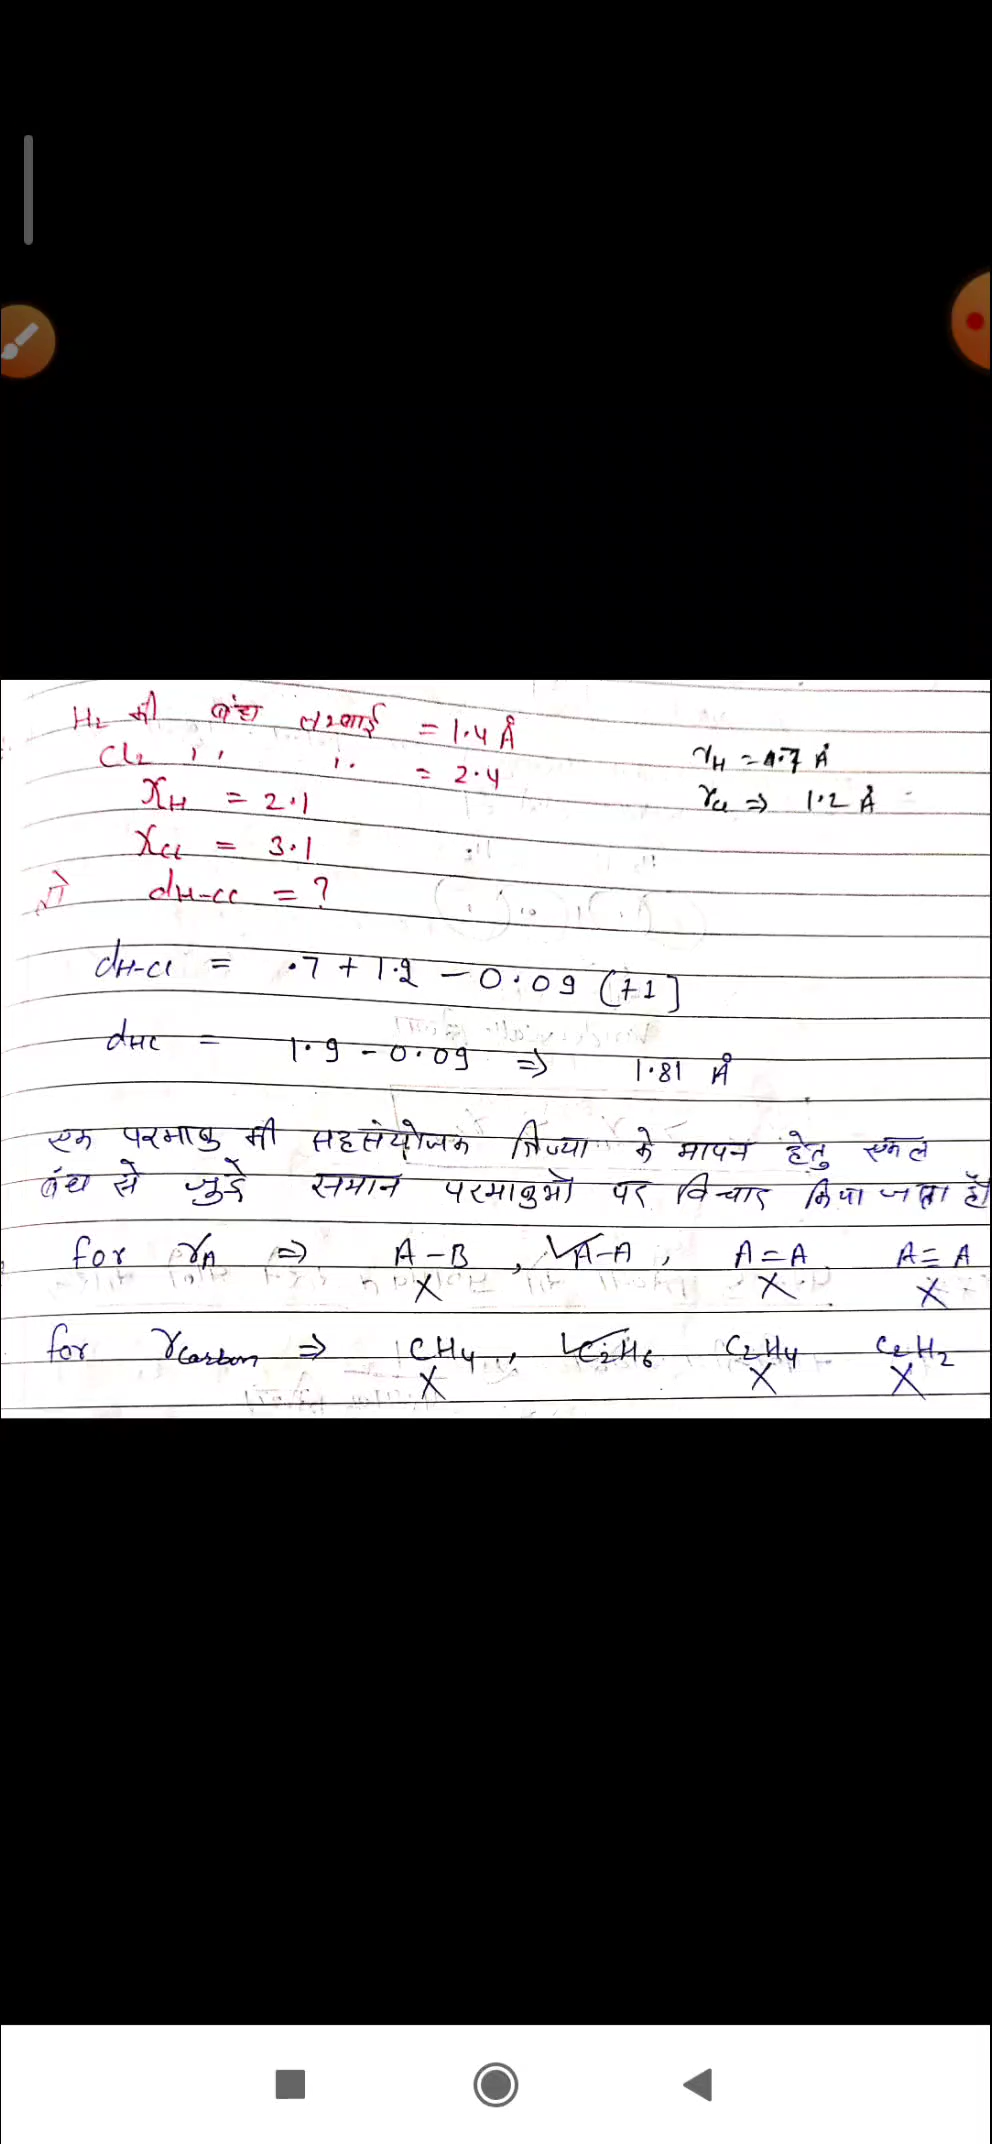 H₂ की बंध लम्बाई = 1.4 Å
Cl₂ ,, ,, = 2.4
rH = 0.7 Å
XH = 2.1
rCl ⇒ 1.2 Å
XCl = 3.1
तो dH-Cl = ?
dH-Cl = .7 + 1.2 - 0.09 (+1]
dHCl = 1.9 - 0.09 ⇒ 1.81 Å
एक परमाणु की सहसंयोजक त्रिज्या के मापन हेतु एकल
बंध से जुड़े समान परमाणुओं पर विचार किया जाता है।
for rA ⇒ A-B , ✓A-A , A=A A=A
X X X
for rcarbon ⇒ CH₄ , ✓C₂H₆ C₂H₄ C₂H₂
X X X